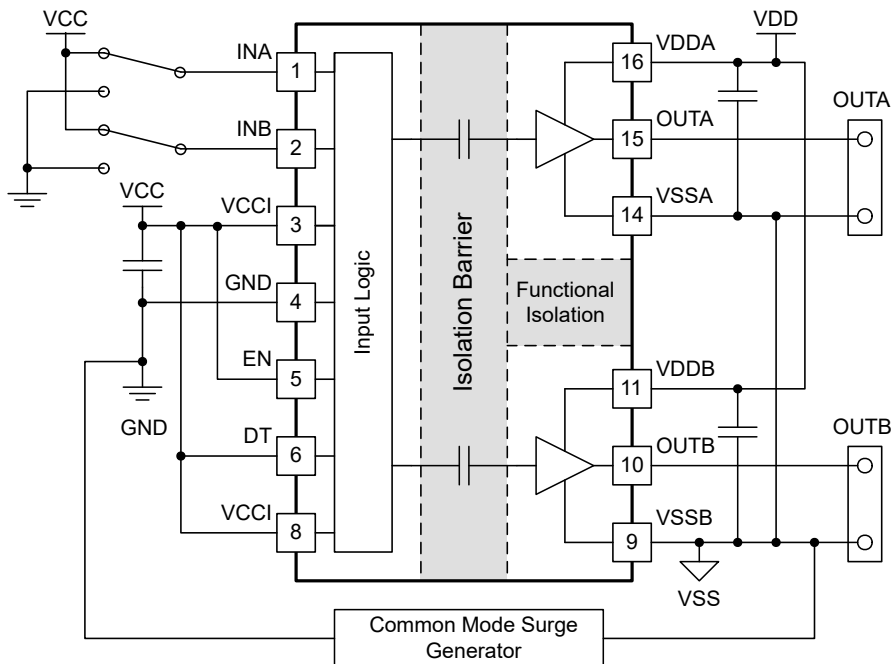 VCC
INA
1
INB
2
VCC
VCCI
3
GND
4
EN
5
GND
DT
6
VCCI
8
Input Logic
Isolation Barrier
Functional
Isolation
VDD
16
VDDA
15
OUTA
14
VSSA
OUTA
11
VDDB
10
OUTB
9
VSSB
OUTB
VSS
Common Mode Surge
Generator